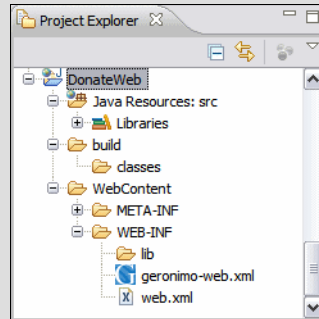 Project Explorer
DonateWeb
Java Resources: src
Libraries
build
classes
WebContent
META-INF
WEB-INF
lib
geronimo-web.xml
web.xml